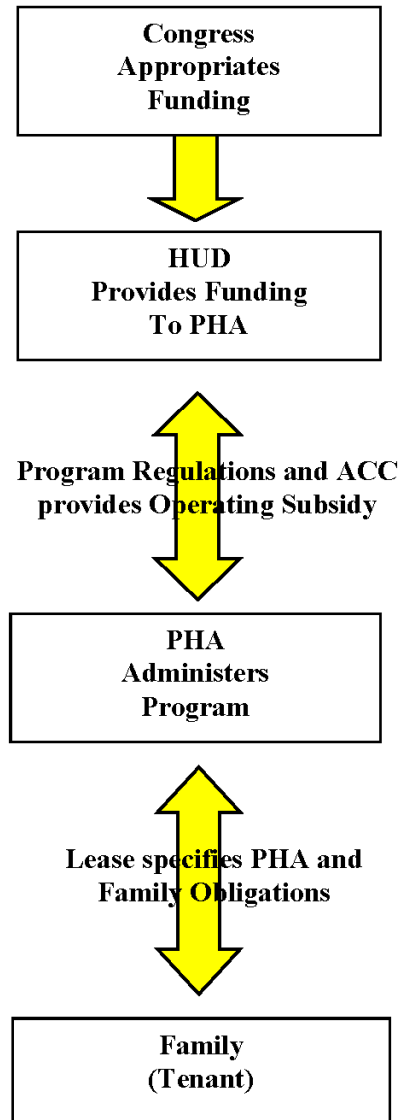 Congress
Appropriates
Funding
HUD
Provides Funding
To PHA
Program Regulations and ACC
provides Operating Subsidy
PHA
Administers
Program
Lease specifies PHA and
Family Obligations
Family
(Tenant)